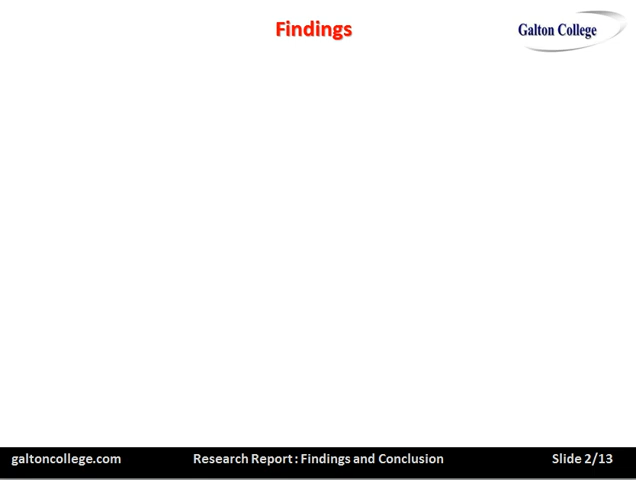 Findings
Galton College
galtoncollege.com
Research Report : Findings and Conclusion
Slide 2/13